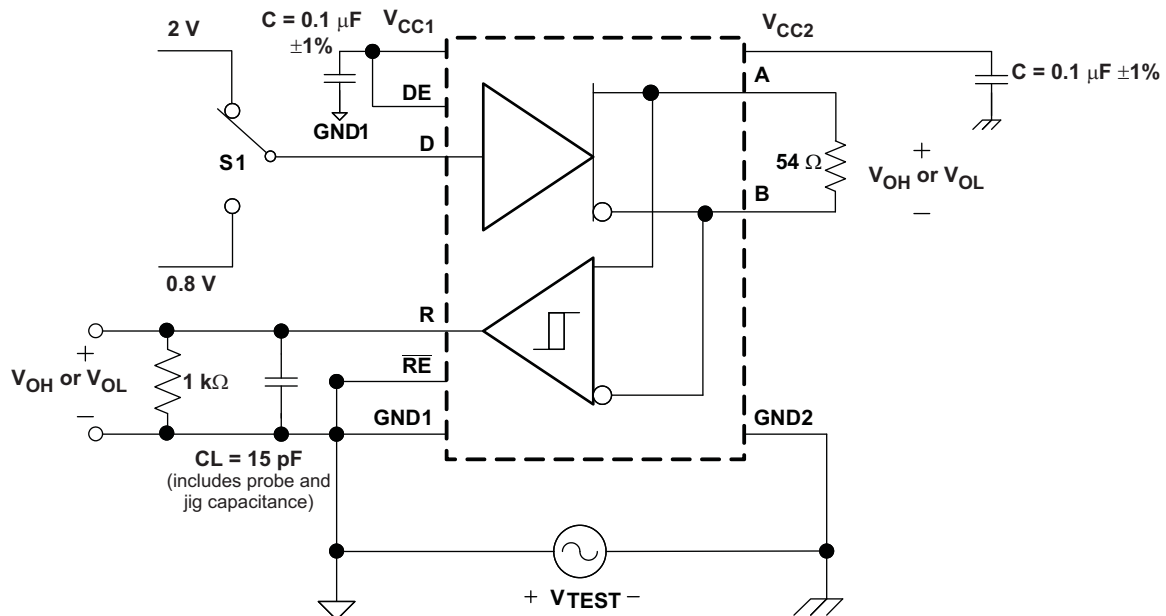 2 V
C = 0.1 μF
±1%
VCC1
VCC2
DE
GND1
A
C = 0.1 μF ±1%
S1
D
54 Ω
+
VOH or VOL
−
B
0.8 V
R
+
VOH or VOL
−
1 kΩ
R̅E̅
GND1
GND2
CL = 15 pF
(includes probe and
jig capacitance)
+ VTEST −